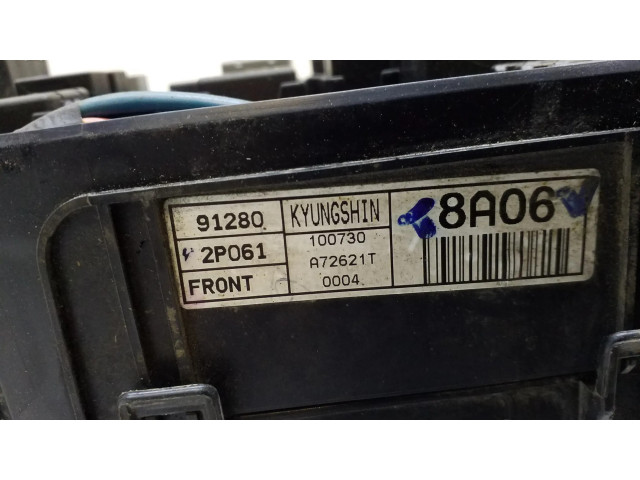 91280
2P061
FRONT
KYUNGSHIN
100730
A72621T
0004
8A06